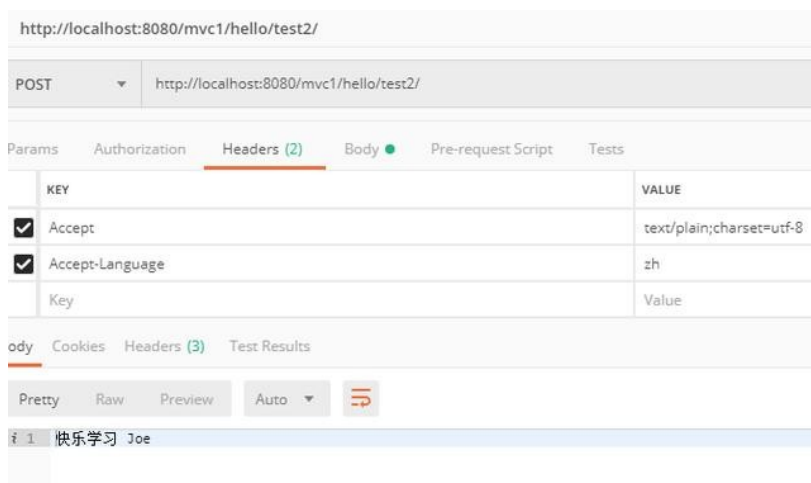 http://localhost:8080/mvc1/hello/test2/
POST http://localhost:8080/mvc1/hello/test2/
Params Authorization Headers (2) Body Pre-request Script Tests
KEY VALUE
Accept text/plain;charset=utf-8
Accept-Language zh
Key Value
ody Cookies Headers (3) Test Results
Pretty Raw Preview Auto
i 1 快乐学习 Joe